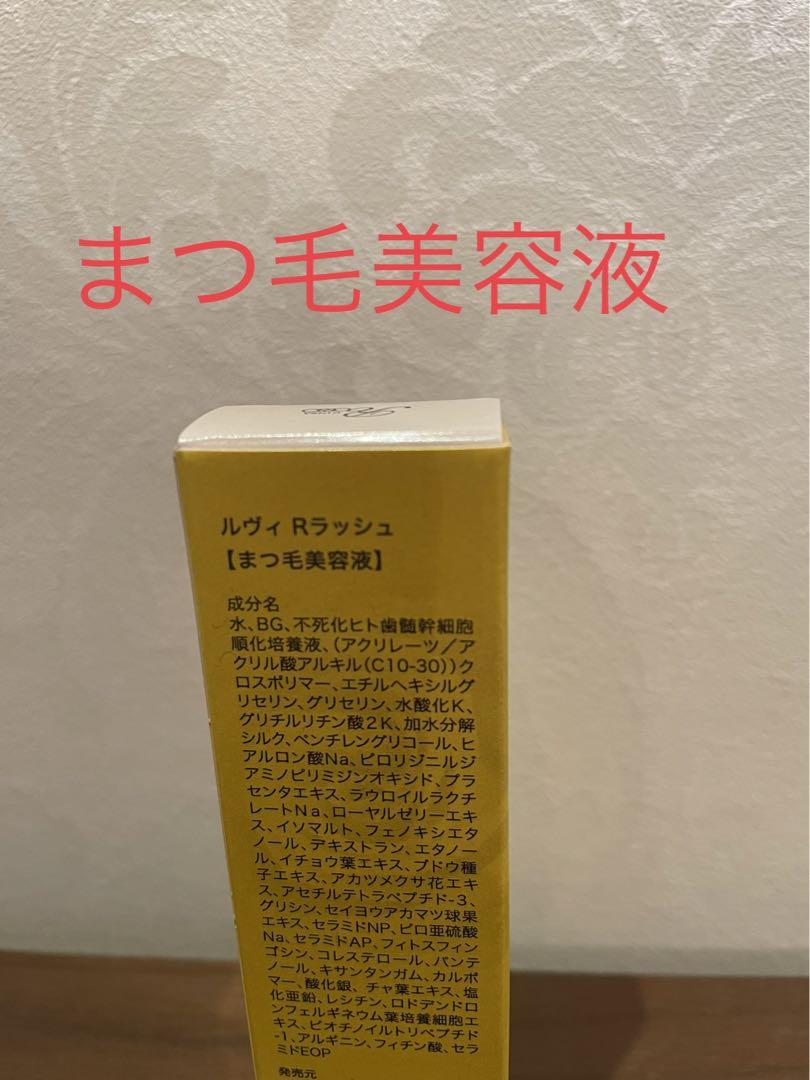 まつ毛美容液
ルヴィ Rラッシュ
【まつ毛美容液】
成分名
水、BG、不死化ヒト歯髄幹細胞
順化培養液、(アクリレーツ／ア
クリル酸アルキル(C10-30))ク
ロスポリマー、エチルヘキシルグ
リセリン、グリセリン、水酸化K、
グリチルリチン酸2K、加水分解
シルク、ペンチレングリコール、ヒ
アルロン酸Na、ピロリジニルジ
アミノピリミジンオキシド、プラ
センタエキス、ラウロイルラクチ
レートNa、ローヤルゼリーエキ
ス、イソマルト、フェノキシエタ
ノール、デキストラン、エタノー
ル、イチョウ葉エキス、ブドウ種
子エキス、アカツメクサ花エキ
ス、アセチルテトラペプチド-3、
グリシン、セイヨウアカマツ球果
エキス、セラミドNP、ピロ亜硫酸
Na、セラミドAP、フィトスフィン
ゴシン、コレステロール、パンテ
ノール、キサンタンガム、カルボ
マー、酸化銀、チャ葉エキス、塩
化亜鉛、レシチン、ロドデンドロ
ンフェルギネウム葉培養細胞エ
キス、ビオチノイルトリペプチド
-1、アルギニン、フィチン酸、セラ
ミドEOP
発売元